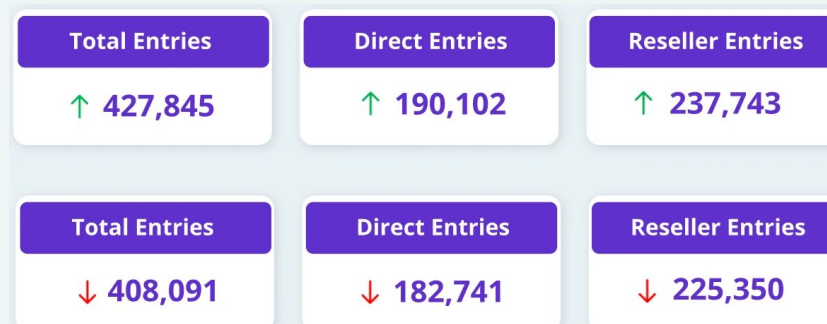 Total Entries
Direct Entries
Reseller Entries
↑ 427,845
↑ 190,102
↑ 237,743
Total Entries
Direct Entries
Reseller Entries
↓ 408,091
↓ 182,741
↓ 225,350